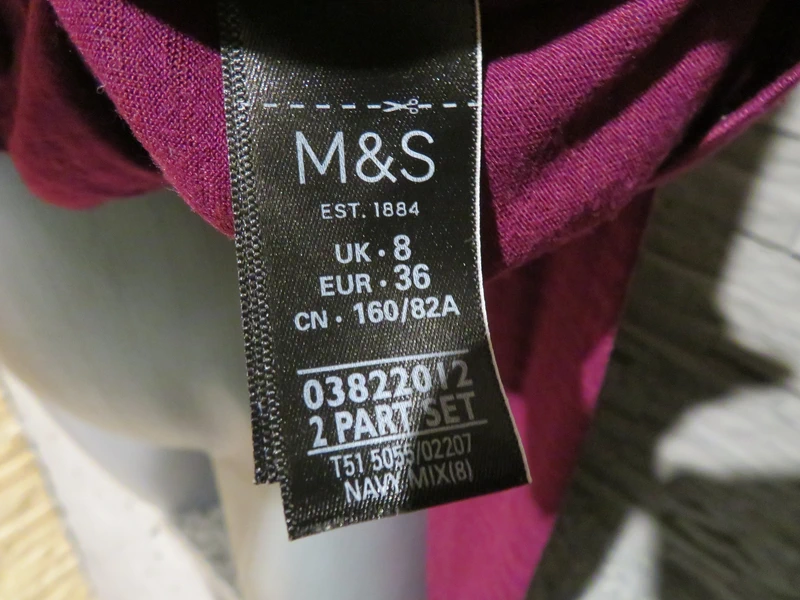 M&S
EST. 1884
UK · 8
EUR · 36
CN · 160/82A
03822012
2 PART SET
T51 5055/02207
NAVY MIX(8)